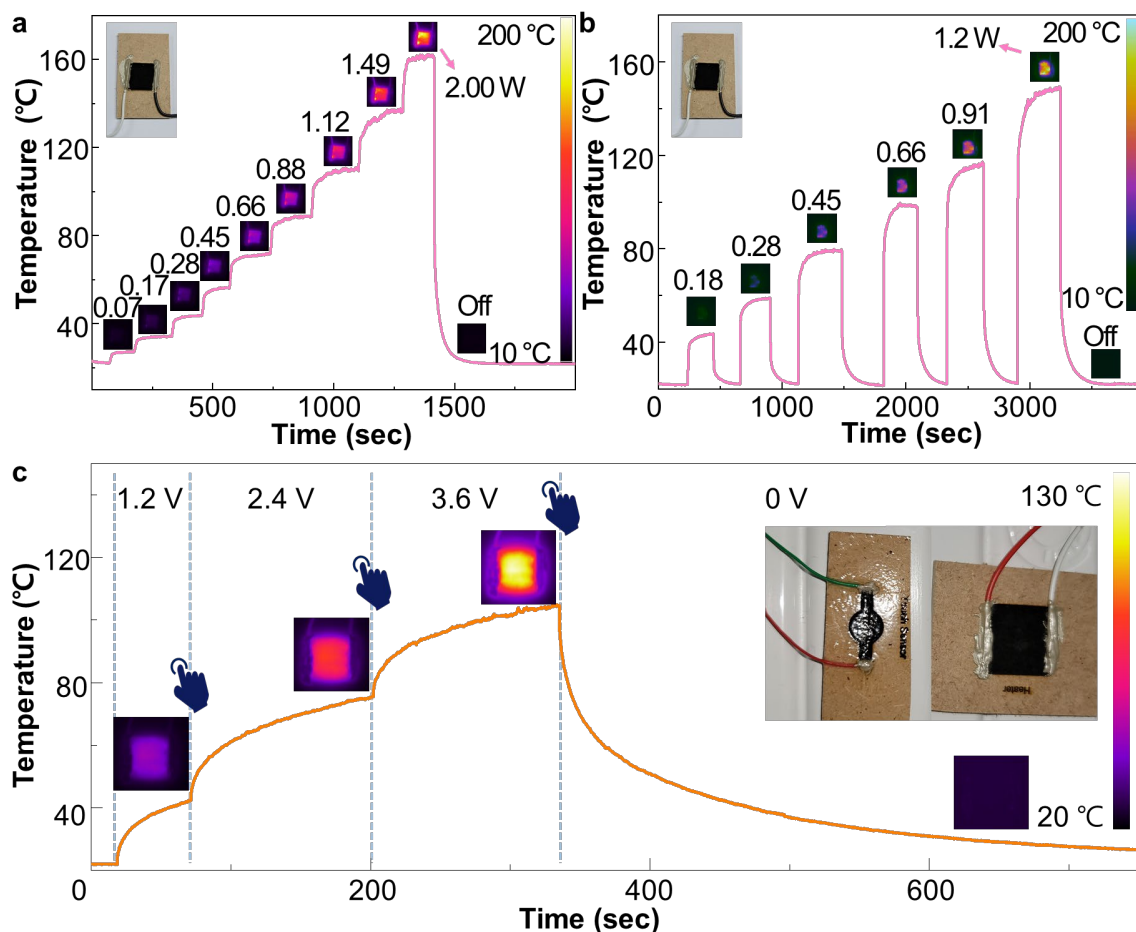 a
200 °C
160
120
80
40
Temperature (°C)
0.07
0.17
0.28
0.45
0.66
0.88
1.12
1.49
2.00 W
Off
10 °C
500
1000
1500
Time (sec)
b
200 °C
160
120
80
40
Temperature (°C)
0.18
0.28
0.45
0.66
0.91
1.2 W
Off
10 °C
0
1000
2000
3000
Time (sec)
c
1.2 V
2.4 V
3.6 V
0 V
130 °C
120
80
40
Temperature (°C)
Heater
20 °C
0
200
400
600
Time (sec)